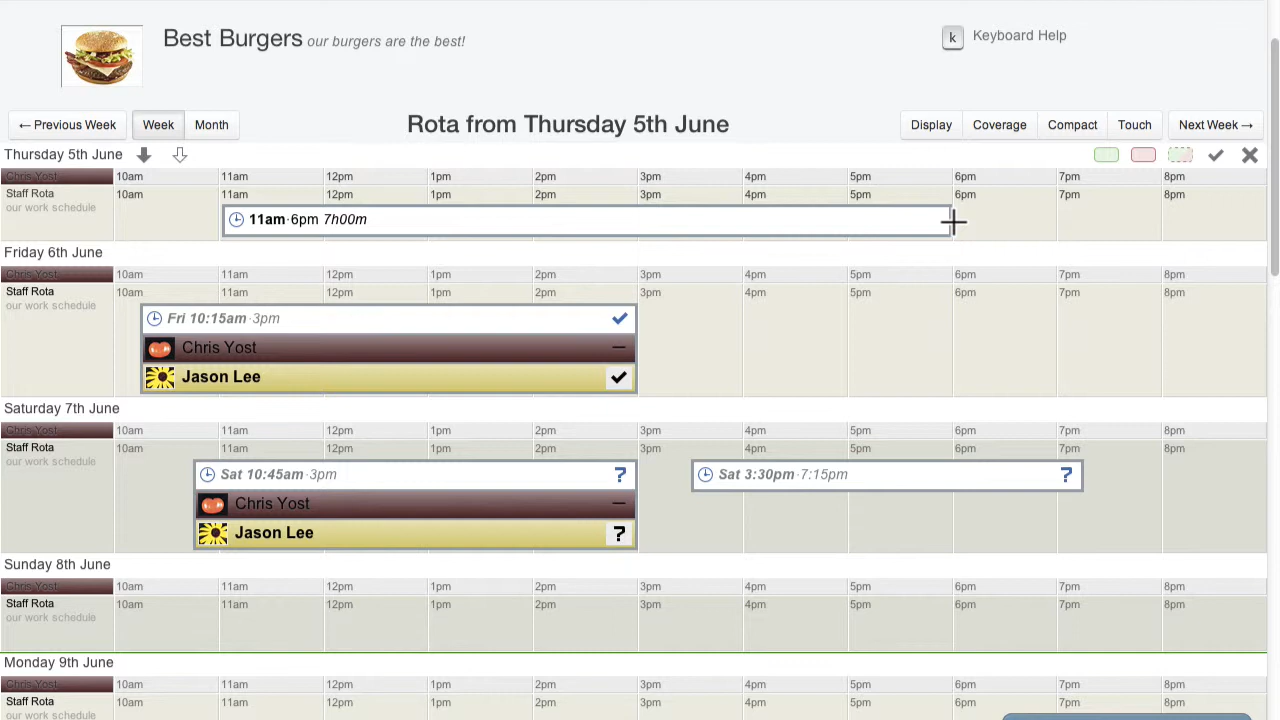 Best Burgers our burgers are the best!
k Keyboard Help
← Previous Week Week Month Rota from Thursday 5th June Display Coverage Compact Touch Next Week →
Thursday 5th June
Chris Yost 10am 11am 12pm 1pm 2pm 3pm 4pm 5pm 6pm 7pm 8pm
Staff Rota 10am 11am 12pm 1pm 2pm 3pm 4pm 5pm 6pm 7pm 8pm
our work schedule
11am·6pm 7h00m
Friday 6th June
Chris Yost 10am 11am 12pm 1pm 2pm 3pm 4pm 5pm 6pm 7pm 8pm
Staff Rota 10am 11am 12pm 1pm 2pm 3pm 4pm 5pm 6pm 7pm 8pm
our work schedule
Fri 10:15am·3pm
Chris Yost
Jason Lee
Saturday 7th June
Chris Yost 10am 11am 12pm 1pm 2pm 3pm 4pm 5pm 6pm 7pm 8pm
Staff Rota 10am 11am 12pm 1pm 2pm 3pm 4pm 5pm 6pm 7pm 8pm
our work schedule
Sat 10:45am·3pm ? Sat 3:30pm·7:15pm ?
Chris Yost
Jason Lee ?
Sunday 8th June
Chris Yost 10am 11am 12pm 1pm 2pm 3pm 4pm 5pm 6pm 7pm 8pm
Staff Rota 10am 11am 12pm 1pm 2pm 3pm 4pm 5pm 6pm 7pm 8pm
our work schedule
Monday 9th June
Chris Yost 10am 11am 12pm 1pm 2pm 3pm 4pm 5pm 6pm 7pm 8pm
Staff Rota 10am 11am 12pm 1pm 2pm 3pm 4pm 5pm 6pm 7pm 8pm